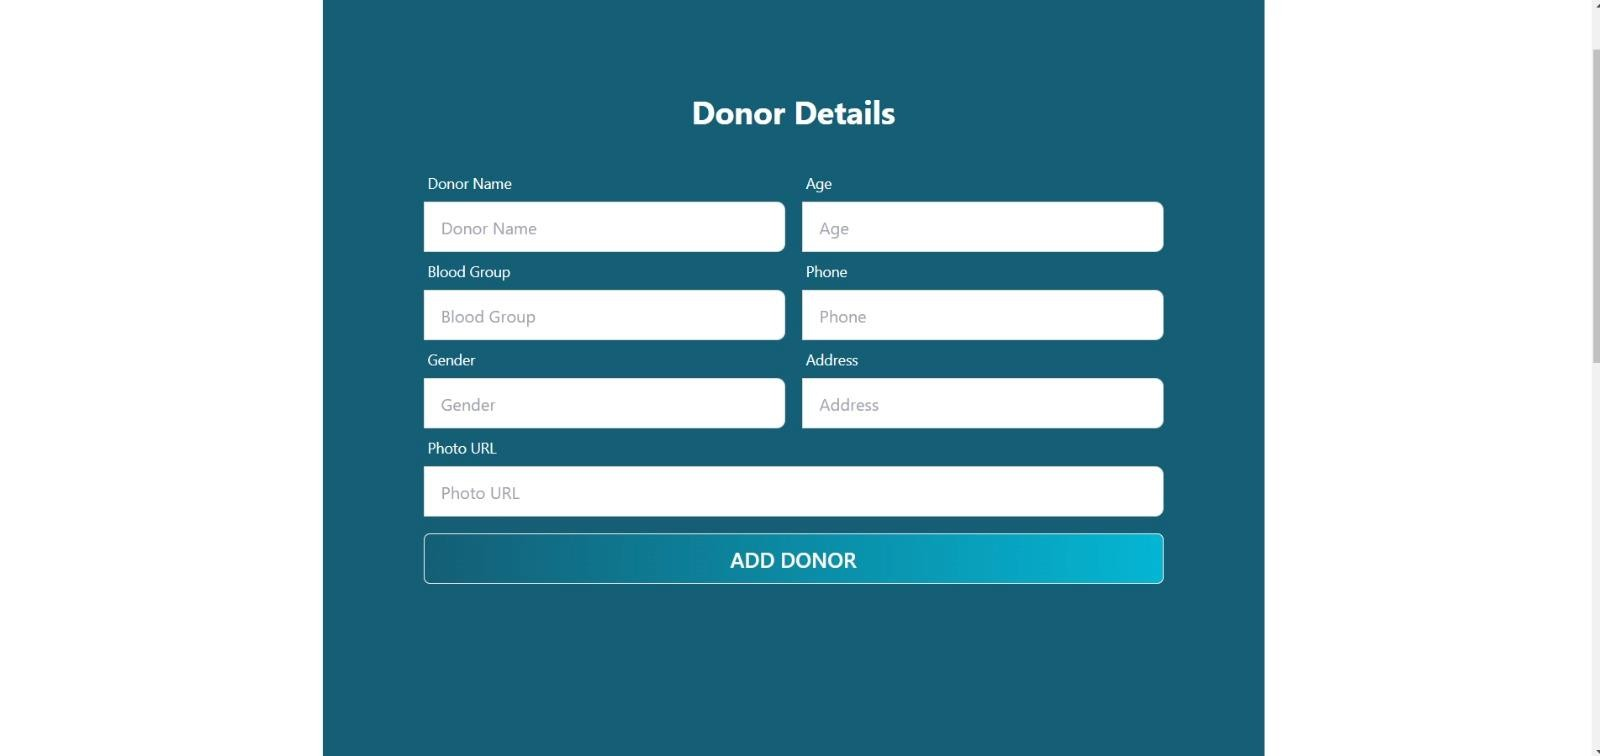 Donor Details
Donor Name
Age
Donor Name
Age
Blood Group
Phone
Blood Group
Phone
Gender
Address
Gender
Address
Photo URL
Photo URL
ADD DONOR